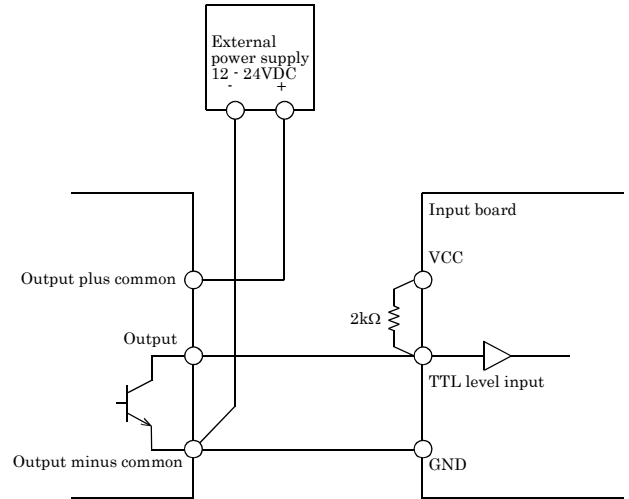 External
power supply
12 - 24VDC
- +
Input board
VCC
Output plus common
2kΩ
Output
TTL level input
Output minus common
GND